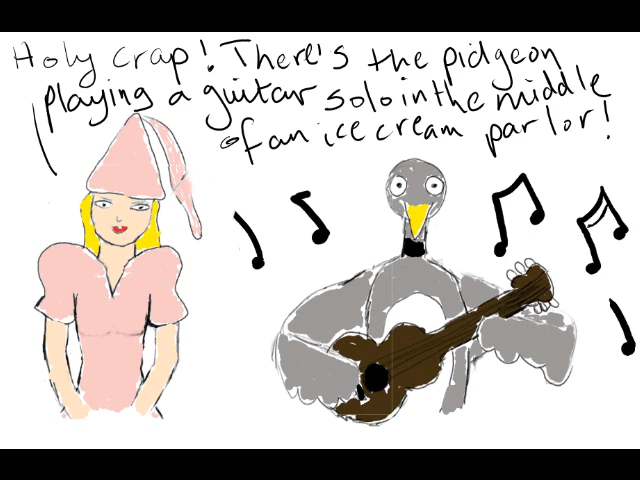 Holy crap! There's the pidgeon
playing a guitar solo in the middle
of an ice cream parlor!